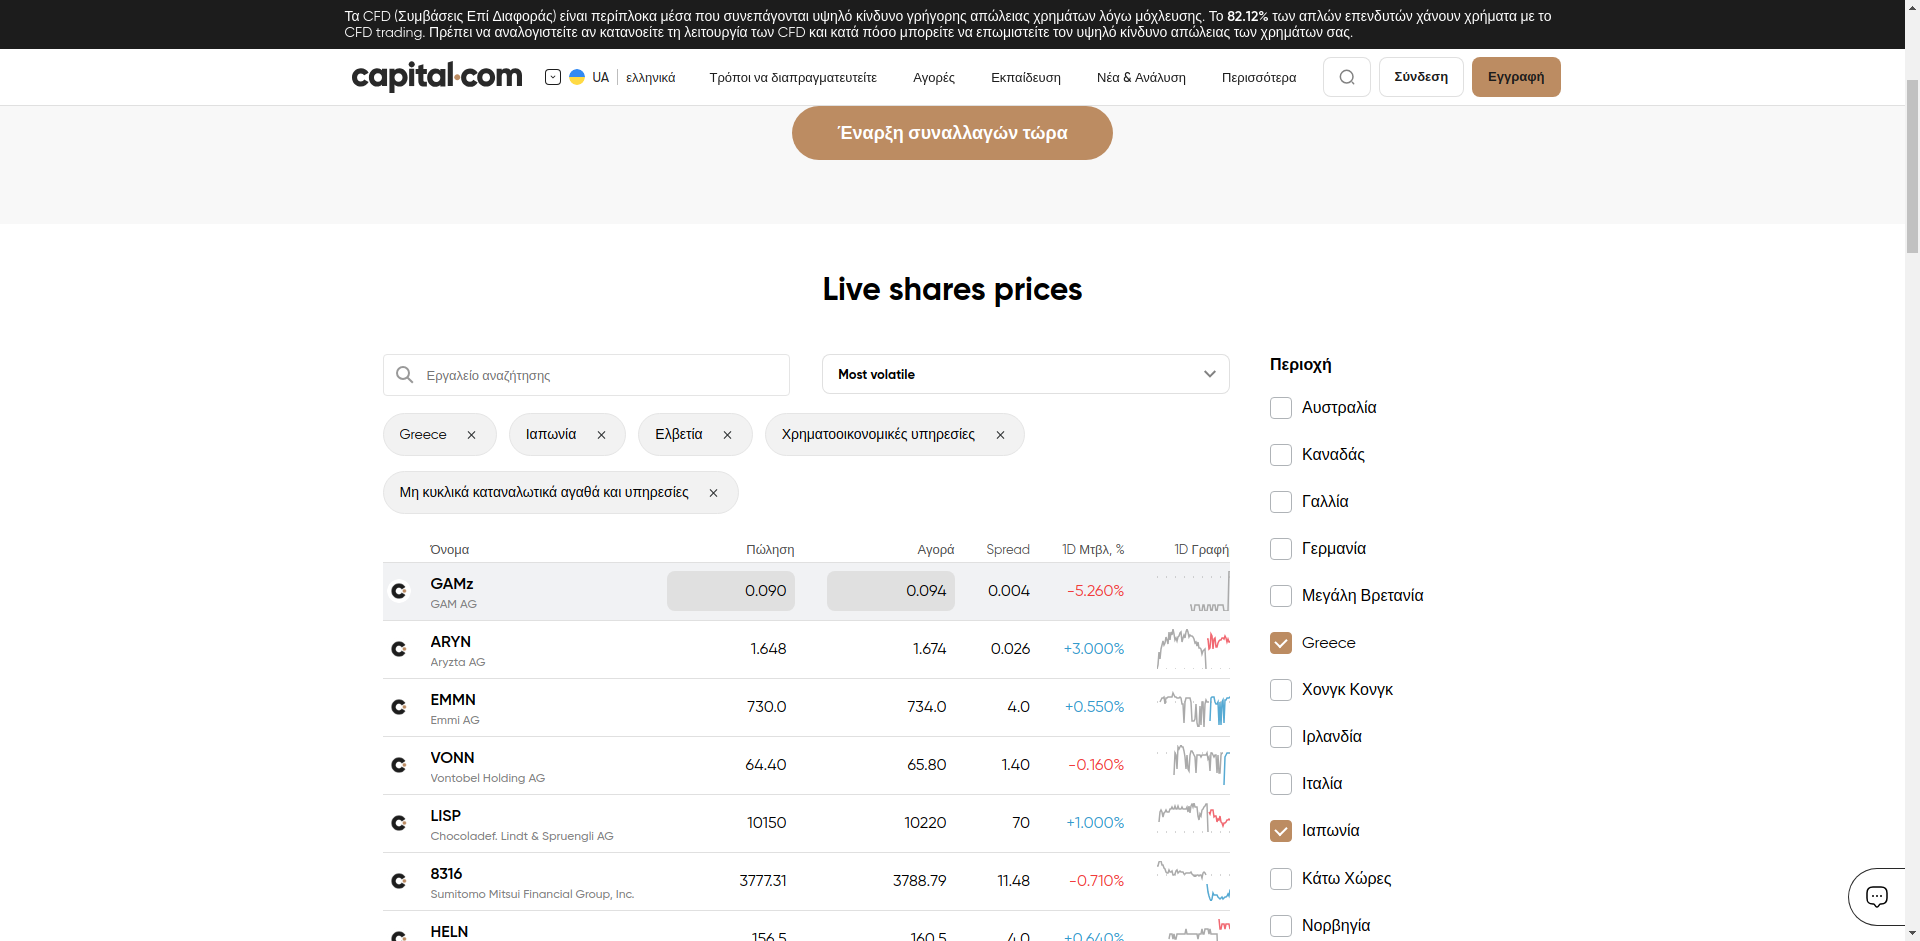 Τα CFD (Συμβάσεις Επί Διαφοράς) είναι περίπλοκα μέσα που συνεπάγονται υψηλό κίνδυνο γρήγορης απώλειας χρημάτων λόγω μόχλευσης. Το 82.12% των απλών επενδυτών χάνουν χρήματα με το
CFD trading. Πρέπει να αναλογιστείτε αν κατανοείτε τη λειτουργία των CFD και κατά πόσο μπορείτε να επωμιστείτε τον υψηλό κίνδυνο απώλειας των χρημάτων σας.
capital.com UA ελληνικά Τρόποι να διαπραγματευτείτε Αγορές Εκπαίδευση Νέα & Ανάλυση Περισσότερα Σύνδεση Εγγραφή
Έναρξη συναλλαγών τώρα
Live shares prices
Εργαλείο αναζήτησης
Most volatile
Greece
Ιαπωνία
Ελβετία
Χρηματοοικονομικές υπηρεσίες
Μη κυκλικά καταναλωτικά αγαθά και υπηρεσίες
Όνομα Πώληση Αγορά Spread 1D Μτβλ, % 1D Γραφή
GAMz 0.090 0.094 0.004 -5.260%
GAM AG
ARYN 1.648 1.674 0.026 +3.000%
Aryzta AG
EMMN 730.0 734.0 4.0 +0.550%
Emmi AG
VONN 64.40 65.80 1.40 -0.160%
Vontobel Holding AG
LISP 10150 10220 70 +1.000%
Chocoladef. Lindt & Spruengli AG
8316 3777.31 3788.79 11.48 -0.710%
Sumitomo Mitsui Financial Group, Inc.
HELN 156.5 160.5 4.0 +0.640%
Περιοχή
Αυστραλία
Καναδάς
Γαλλία
Γερμανία
Μεγάλη Βρετανία
Greece
Χονγκ Κονγκ
Ιρλανδία
Ιταλία
Ιαπωνία
Κάτω Χώρες
Νορβηγία